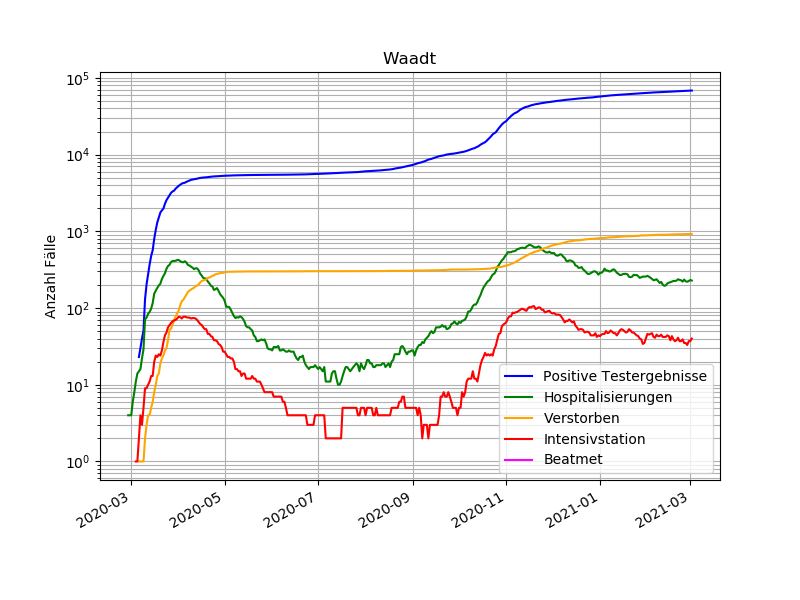 Waadt
Anzahl Fälle
10^5
10^4
10^3
10^2
10^1
10^0
2020-03
2020-05
2020-07
2020-09
2020-11
2021-01
2021-03
Positive Testergebnisse
Hospitalisierungen
Verstorben
Intensivstation
Beatmet